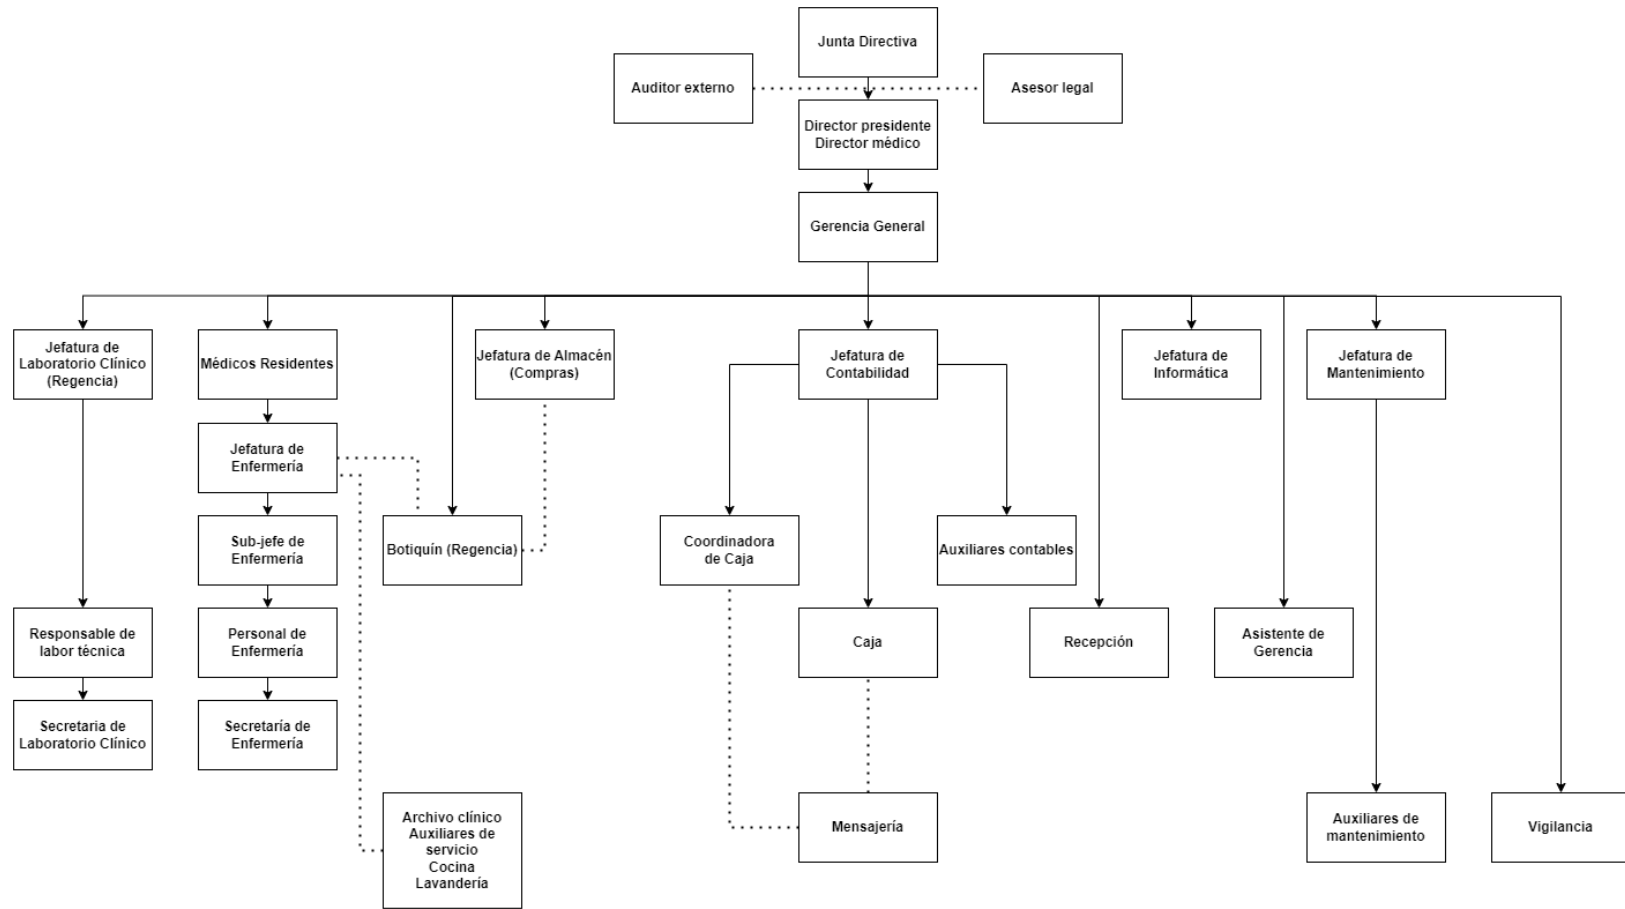 Junta Directiva
Auditor externo
Asesor legal
Director presidente
Director médico
Gerencia General
Jefatura de
Laboratorio Clínico
(Regencia)
Médicos Residentes
Jefatura de Almacén
(Compras)
Jefatura de
Contabilidad
Jefatura de
Informática
Jefatura de
Mantenimiento
Jefatura de
Enfermería
Sub-jefe de
Enfermería
Botiquín (Regencia)
Coordinadora
de Caja
Auxiliares contables
Responsable de
labor técnica
Personal de
Enfermería
Caja
Recepción
Asistente de
Gerencia
Secretaria de
Laboratorio Clínico
Secretaría de
Enfermería
Archivo clínico
Auxiliares de
servicio
Cocina
Lavandería
Mensajería
Auxiliares de
mantenimiento
Vigilancia